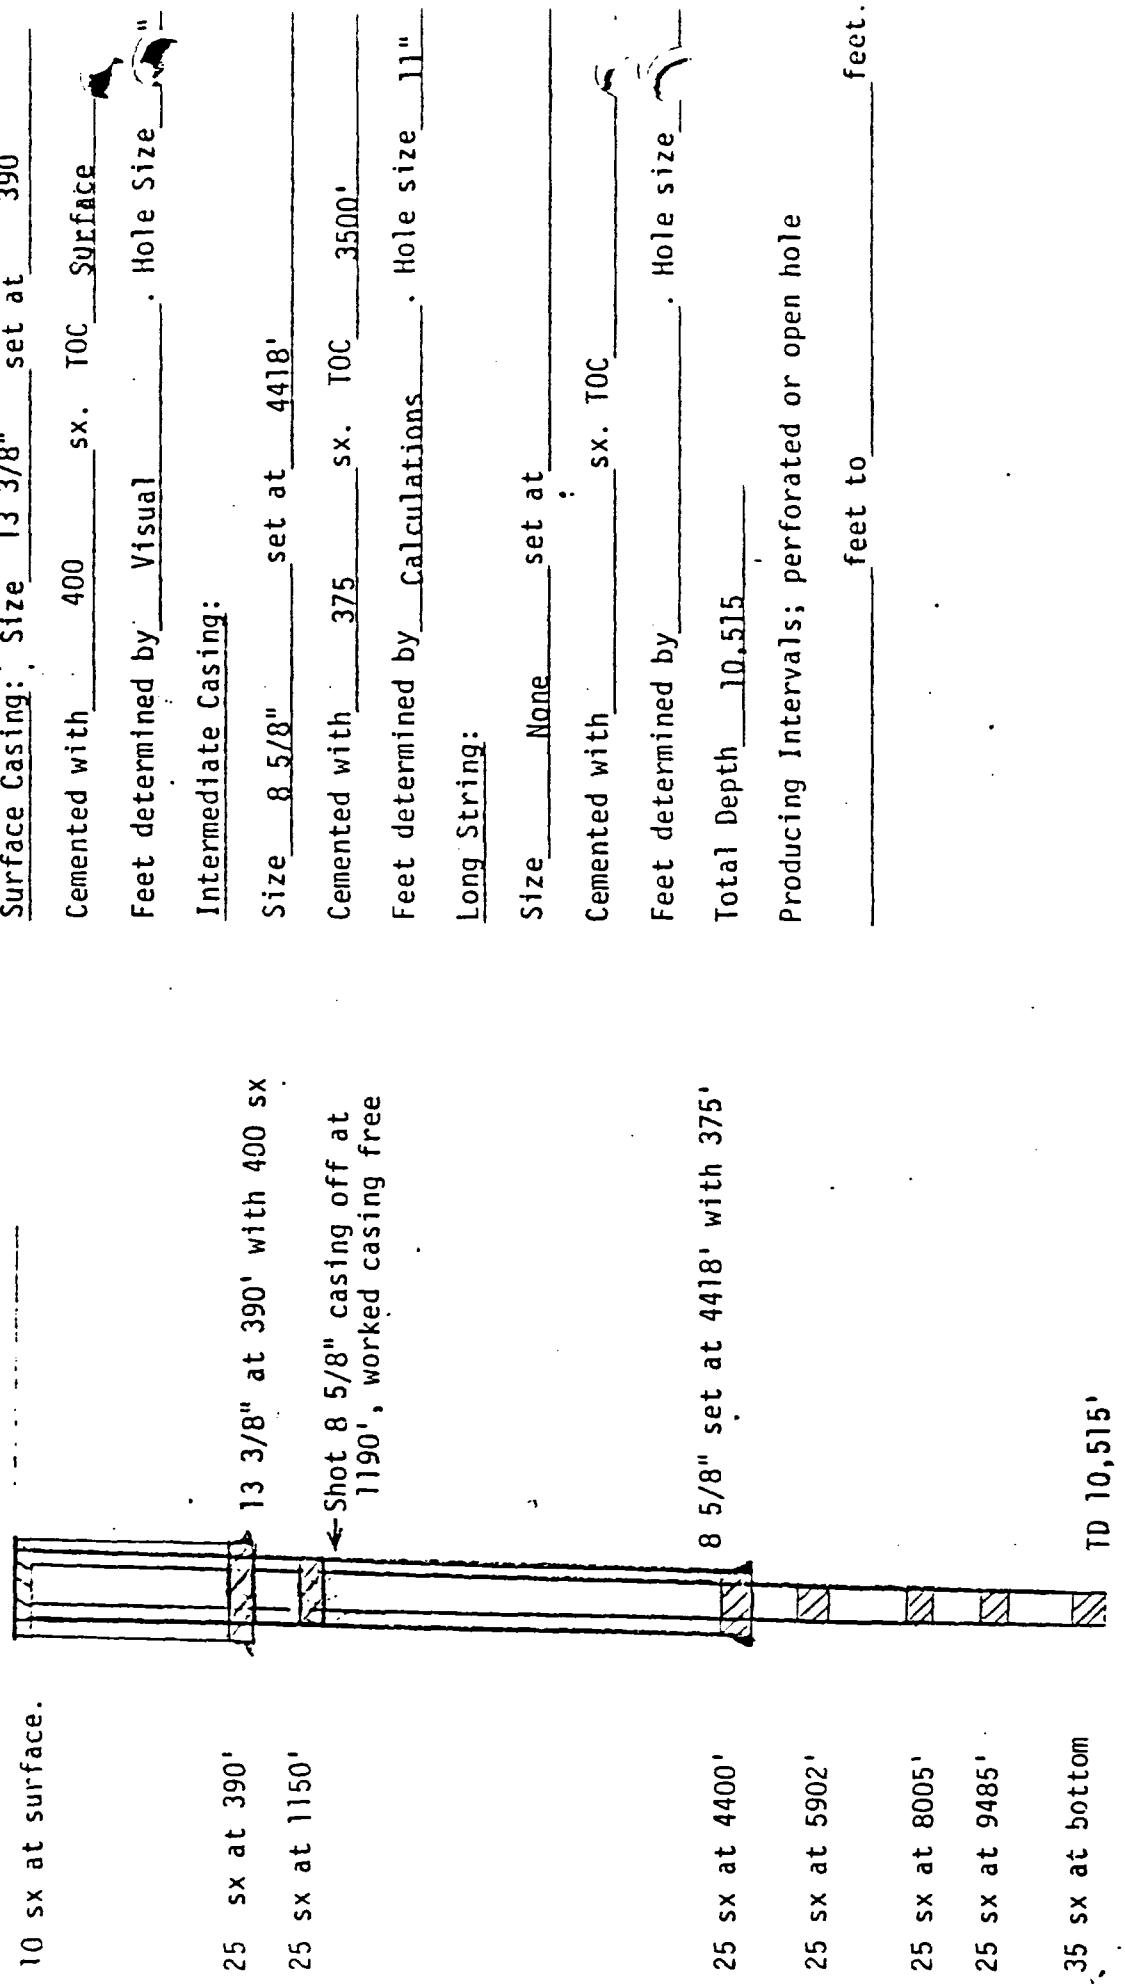 10 sx at surface.
25 sx at 390'
25 sx at 1150'
25 sx at 4400'
25 sx at 5902'
25 sx at 8005'
25 sx at 9485'
35 sx at bottom
13 3/8" at 390' with 400 sx
Shot 8 5/8" casing off at
1190', worked casing free
8 5/8" set at 4418' with 375'
TD 10,515'
Surface Casing: Size 13 3/8" set at 390
Cemented with 400 sx. TOC Surface
Feet determined by Visual . Hole Size "
Intermediate Casing:
Size 8 5/8" set at 4418'
Cemented with 375 sx. TOC 3500'
Feet determined by Calculations . Hole size 11"
Long String:
Size None set at
Cemented with sx. TOC
Feet determined by . Hole size
Total Depth 10,515
Producing Intervals; perforated or open hole
feet to feet.